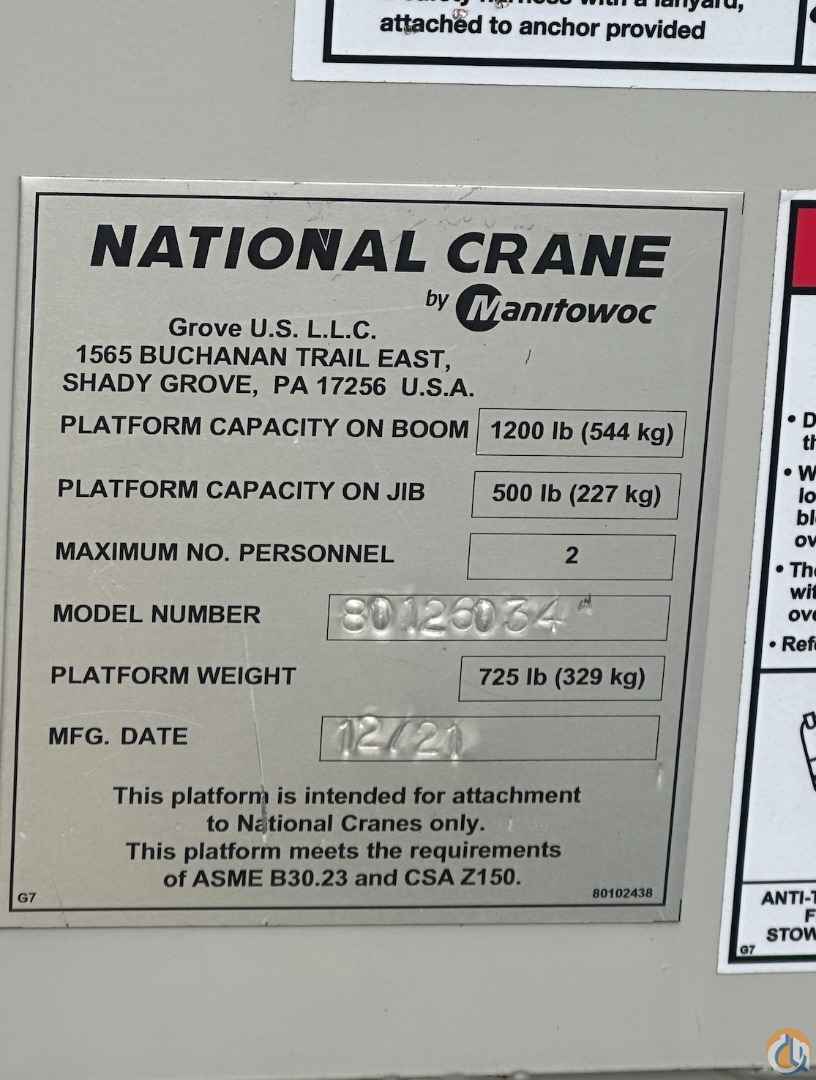 attached to anchor provided
NATIONAL CRANE
by Manitowoc
Grove U.S. L.L.C.
1565 BUCHANAN TRAIL EAST,
SHADY GROVE, PA 17256 U.S.A.
PLATFORM CAPACITY ON BOOM 1200 lb (544 kg)
PLATFORM CAPACITY ON JIB 500 lb (227 kg)
MAXIMUM NO. PERSONNEL 2
MODEL NUMBER 80126034
PLATFORM WEIGHT 725 lb (329 kg)
MFG. DATE 12/21
This platform is intended for attachment
to National Cranes only.
This platform meets the requirements
of ASME B30.23 and CSA Z150.
G7 80102438
• Ref
ANTI-
STOW
G7